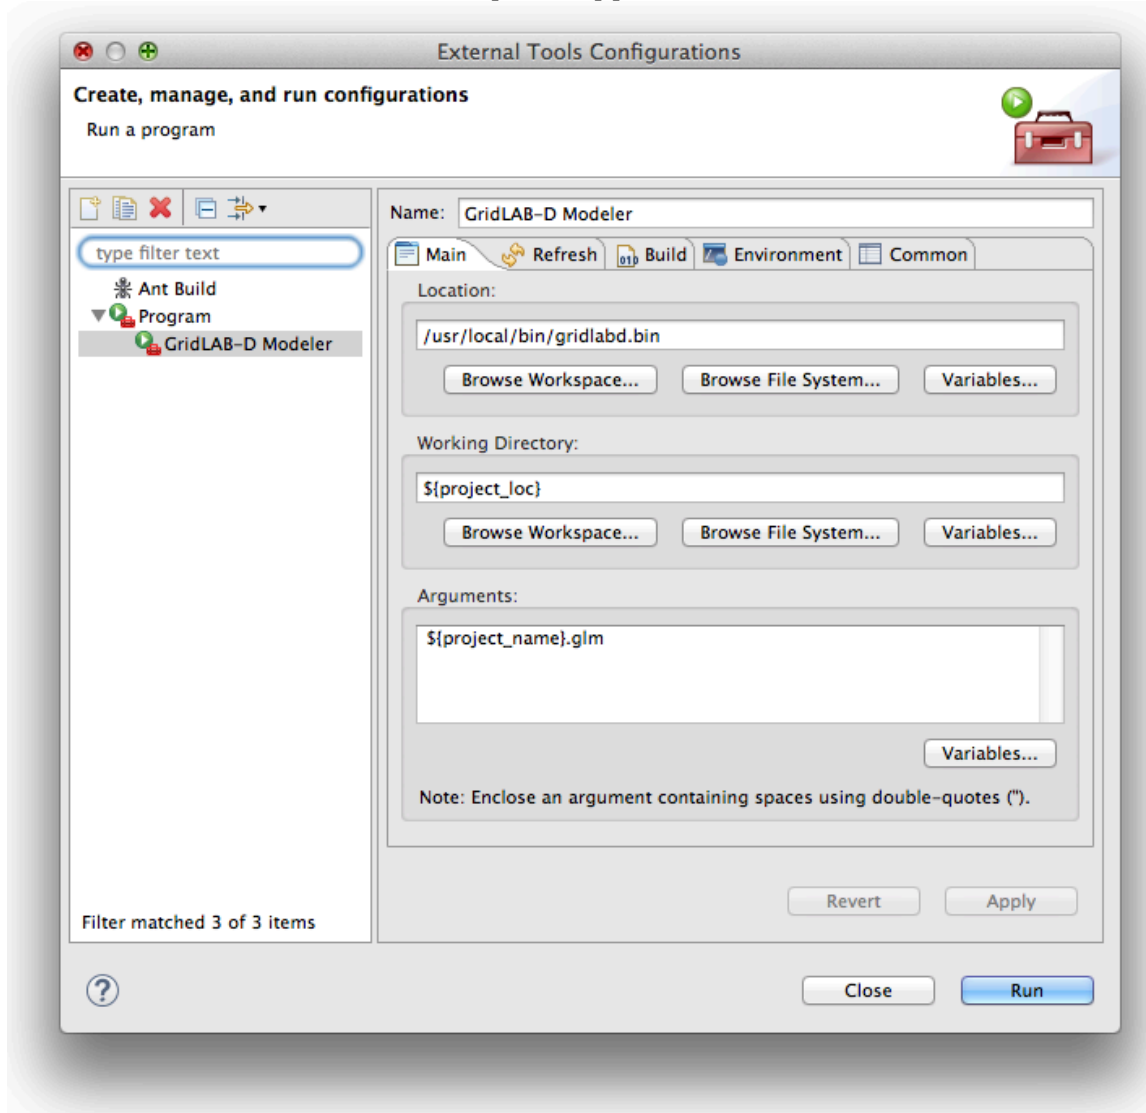 External Tools Configurations
Create, manage, and run configurations
Run a program
type filter text
Ant Build
Program
GridLAB-D Modeler
Filter matched 3 of 3 items
Name: GridLAB-D Modeler
Main Refresh 010 Build Environment Common
Location:
/usr/local/bin/gridlabd.bin
Browse Workspace... Browse File System... Variables...
Working Directory:
${project_loc}
Browse Workspace... Browse File System... Variables...
Arguments:
${project_name}.glm
Variables...
Note: Enclose an argument containing spaces using double-quotes (").
Revert Apply
? Close Run